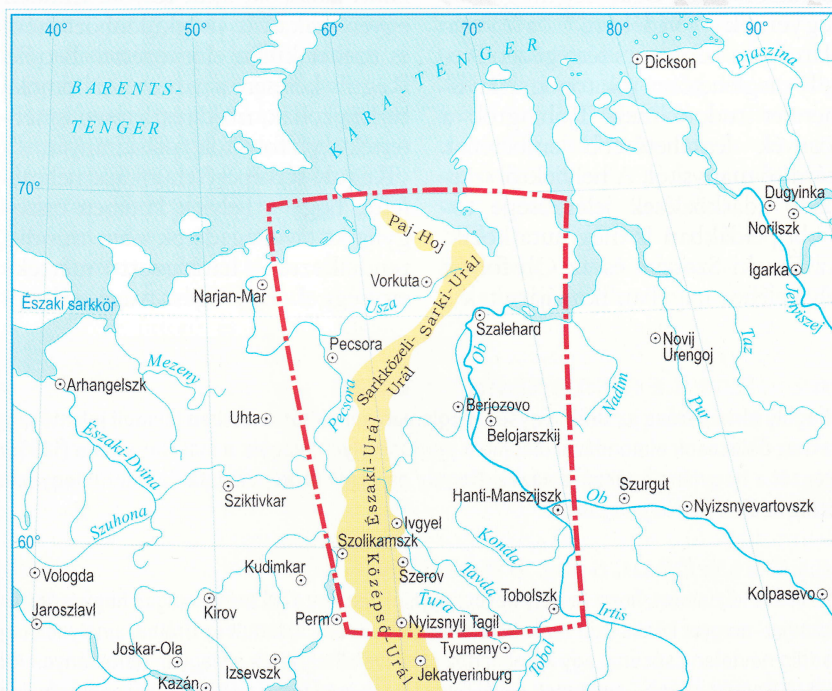 40°
50°
60°
70°
80°
90°
BARENTS-
TENGER
KARA-TENGER
Dickson
Pjaszina
70°
Dugyinka
Norilszk
Igarka
Jenyiszej
Paj-Hoj
Vorkuta
Usza
Narjan-Mar
Északi sarkkör
Sarki-Urál
Szalehard
Ob
Novij
Urengoj
Taz
Pur
Nadim
Pecsora
Mezeny
Arhangelszk
Sarkközeli-
Urál
Pecsora
Berjozovo
Belojarszkij
Uhta
Északi-Dvina
Északi-Urál
Sziktivkar
Hanti-Manszijszk
Ob
Szurgut
Nyizsnyevartovszk
Szuhona
Ivgyel
Konda
60°
Szolikamszk
Szerov
Tavda
Kudimkar
Vologda
Kirov
Tura
Tobolszk
Irtis
Kolpasevo
Jaroszlavl
Perm
Nyizsnyij Tagil
Középső-Urál
Tyumeny
Tobol
Joskar-Ola
Izsevszk
Jekatyerinburg
Kazán